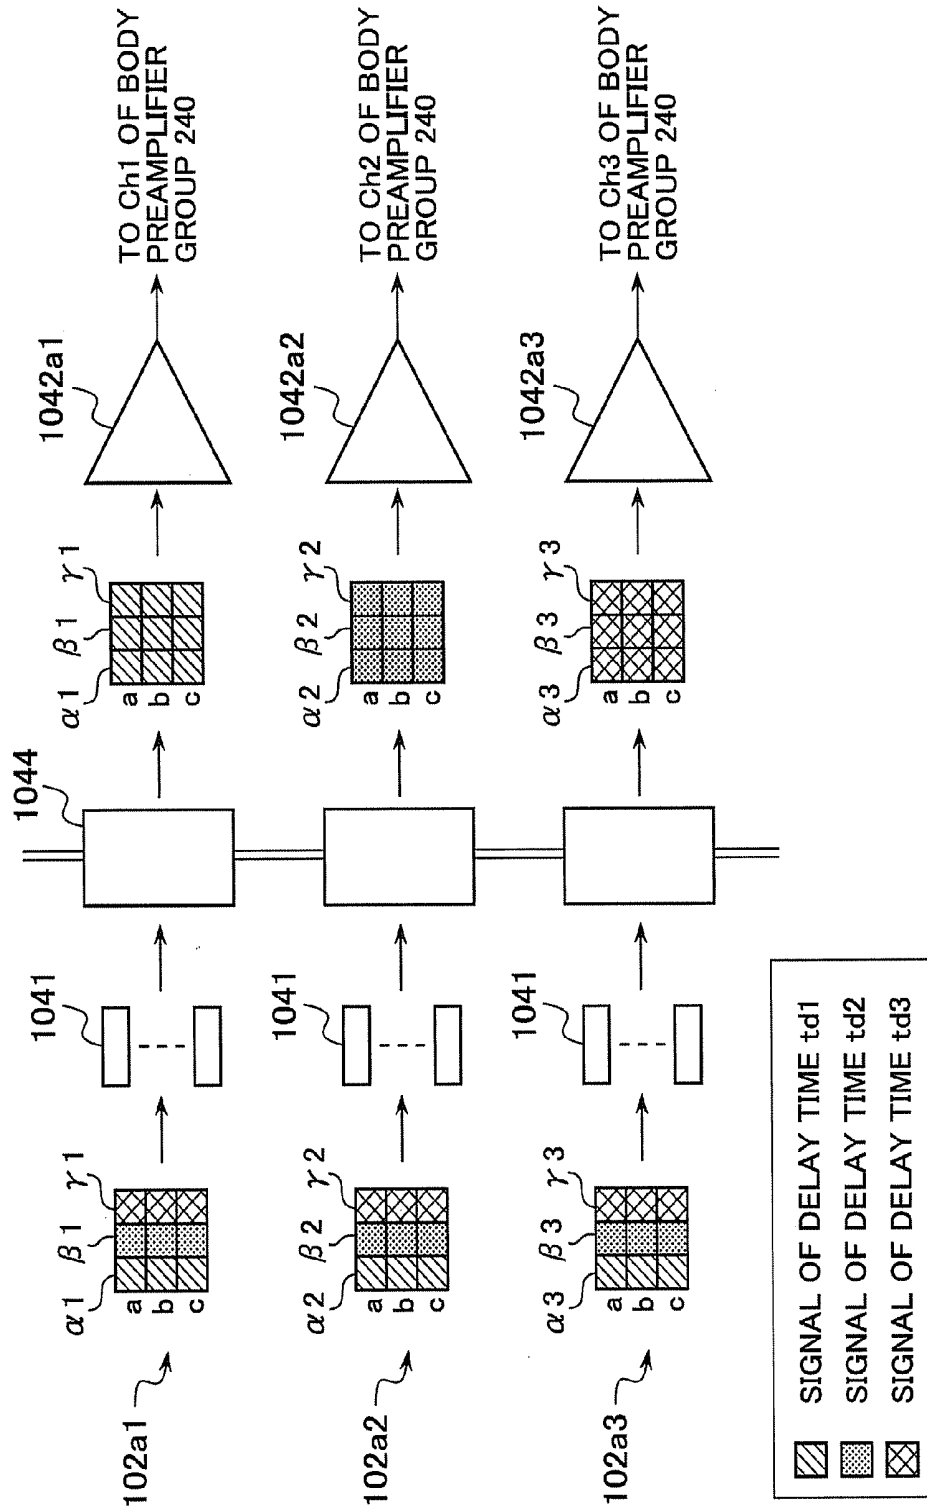 102a1
α1 β1 γ1
a
b
c
1041
1044
α1 β1 γ1
a
b
c
1042a1
TO Ch1 OF BODY
PREAMPLIFIER
GROUP 240
102a2
α2 β2 γ2
a
b
c
1041
α2 β2 γ2
a
b
c
1042a2
TO Ch2 OF BODY
PREAMPLIFIER
GROUP 240
102a3
α3 β3 γ3
a
b
c
1041
α3 β3 γ3
a
b
c
1042a3
TO Ch3 OF BODY
PREAMPLIFIER
GROUP 240
SIGNAL OF DELAY TIME td1
SIGNAL OF DELAY TIME td2
SIGNAL OF DELAY TIME td3